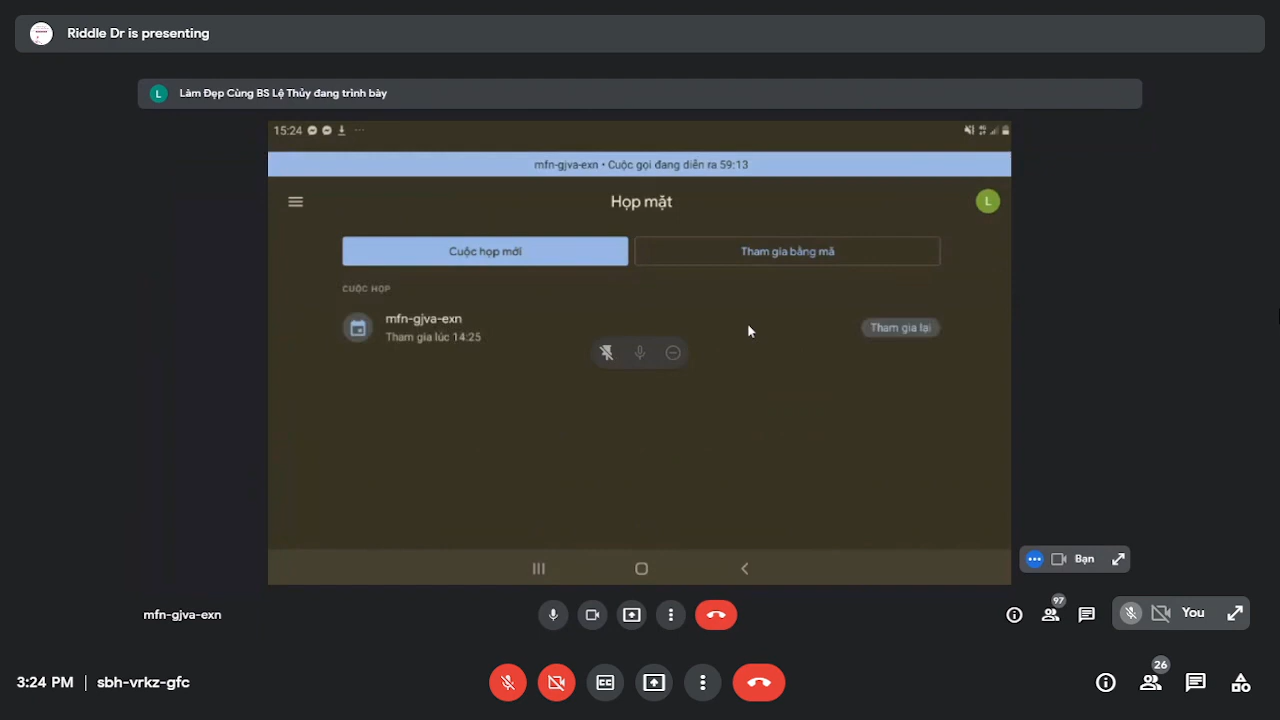 Riddle Dr is presenting
L
Làm Đẹp Cùng BS Lệ Thủy đang trình bày
15:24
mfn-gjva-exn • Cuộc gọi đang diễn ra 59:13
Họp mặt
L
Cuộc họp mới
Tham gia bằng mã
CUỘC HỌP
mfn-gjva-exn
Tham gia lúc 14:25
Tham gia lại
Bạn
mfn-gjva-exn
97
You
3:24 PM | sbh-vrkz-gfc
CC
26